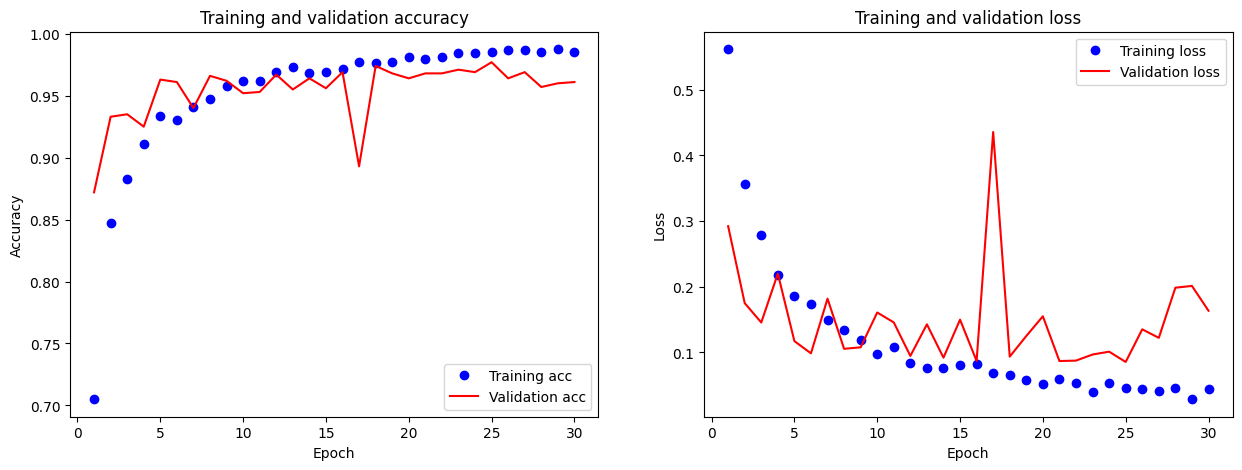 Training and validation accuracy
Accuracy
1.00
0.95
0.90
0.85
0.80
0.75
0.70
0
5
10
15
20
25
30
Epoch
Training acc
Validation acc
Training and validation loss
Loss
0.5
0.4
0.3
0.2
0.1
0
5
10
15
20
25
30
Epoch
Training loss
Validation loss